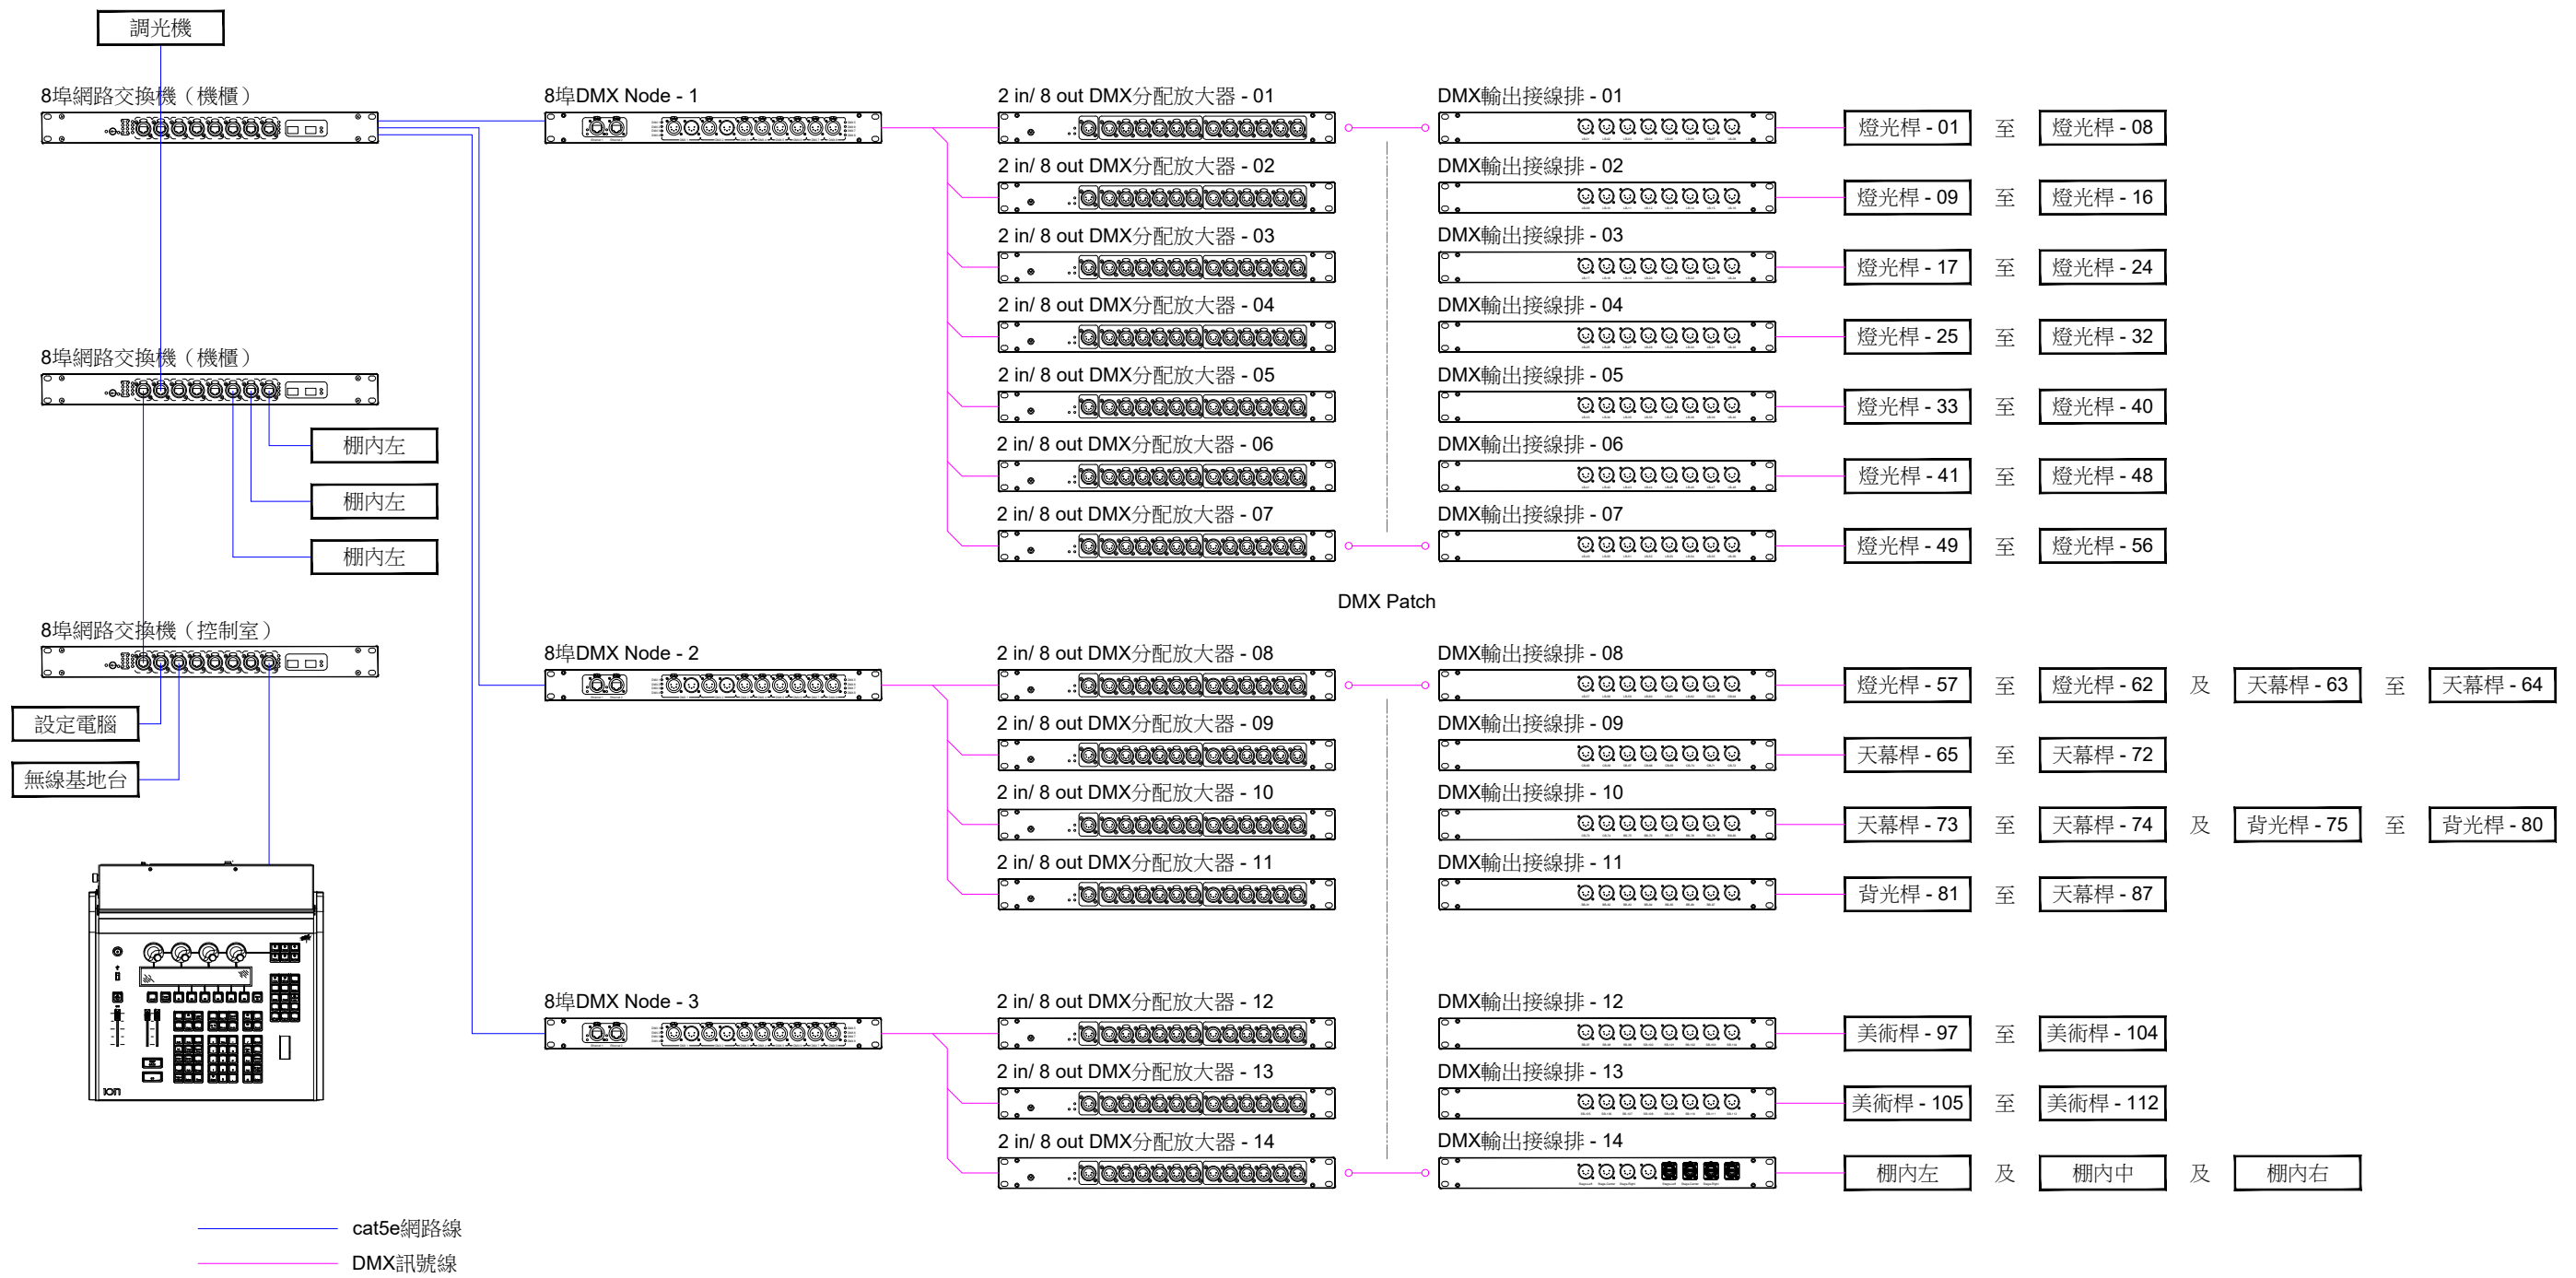 調光機
8埠網路交換機（機櫃）
8埠DMX Node - 1
2 in/ 8 out DMX分配放大器 - 01
DMX輸出接線排 - 01
燈光桿 - 01 至 燈光桿 - 08
2 in/ 8 out DMX分配放大器 - 02
DMX輸出接線排 - 02
燈光桿 - 09 至 燈光桿 - 16
2 in/ 8 out DMX分配放大器 - 03
DMX輸出接線排 - 03
燈光桿 - 17 至 燈光桿 - 24
2 in/ 8 out DMX分配放大器 - 04
DMX輸出接線排 - 04
燈光桿 - 25 至 燈光桿 - 32
8埠網路交換機（機櫃）
2 in/ 8 out DMX分配放大器 - 05
DMX輸出接線排 - 05
燈光桿 - 33 至 燈光桿 - 40
棚內左
2 in/ 8 out DMX分配放大器 - 06
DMX輸出接線排 - 06
燈光桿 - 41 至 燈光桿 - 48
棚內左
2 in/ 8 out DMX分配放大器 - 07
DMX輸出接線排 - 07
燈光桿 - 49 至 燈光桿 - 56
棚內左
DMX Patch
8埠網路交換機（控制室）
8埠DMX Node - 2
2 in/ 8 out DMX分配放大器 - 08
DMX輸出接線排 - 08
燈光桿 - 57 至 燈光桿 - 62 及 天幕桿 - 63 至 天幕桿 - 64
設定電腦
2 in/ 8 out DMX分配放大器 - 09
DMX輸出接線排 - 09
天幕桿 - 65 至 天幕桿 - 72
無線基地台
2 in/ 8 out DMX分配放大器 - 10
DMX輸出接線排 - 10
天幕桿 - 73 至 天幕桿 - 74 及 背光桿 - 75 至 背光桿 - 80
2 in/ 8 out DMX分配放大器 - 11
DMX輸出接線排 - 11
背光桿 - 81 至 天幕桿 - 87
8埠DMX Node - 3
2 in/ 8 out DMX分配放大器 - 12
DMX輸出接線排 - 12
美術桿 - 97 至 美術桿 - 104
2 in/ 8 out DMX分配放大器 - 13
DMX輸出接線排 - 13
美術桿 - 105 至 美術桿 - 112
ion
2 in/ 8 out DMX分配放大器 - 14
DMX輸出接線排 - 14
棚內左 及 棚內中 及 棚內右
cat5e網路線
DMX訊號線